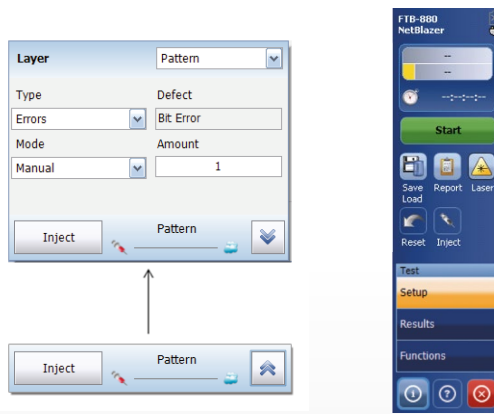 Layer Pattern
Type Defect
Errors Bit Error
Mode Amount
Manual 1
Inject Pattern
Inject Pattern
FTB-880
NetBlazer
--
--
--:--:--
Start
Save
Load
Report Laser
Reset Inject
Test
Setup
Results
Functions